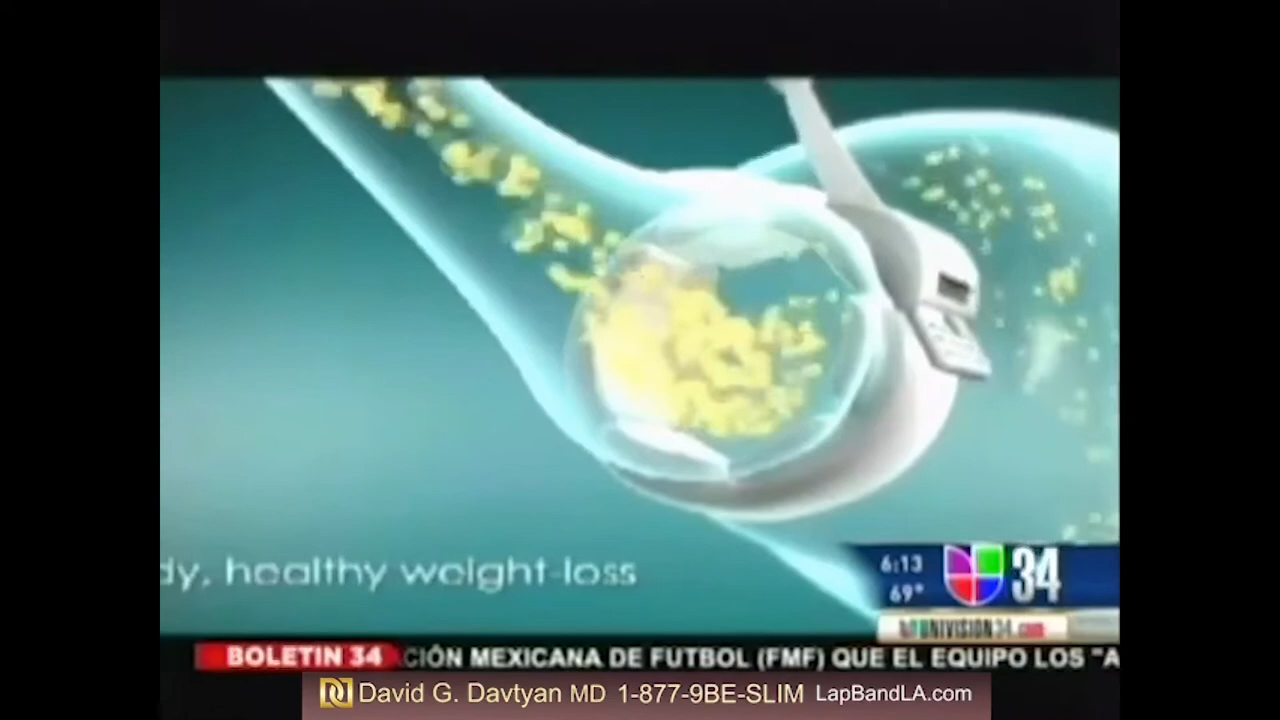 dy, healthy weight-loss
6:13
69°
34
UNIVISION34.com
BOLETIN 34
CIÓN MEXICANA DE FUTBOL (FMF) QUE EL EQUIPO LOS "A
David G. Davtyan MD 1-877-9BE-SLIM LapBandLA.com